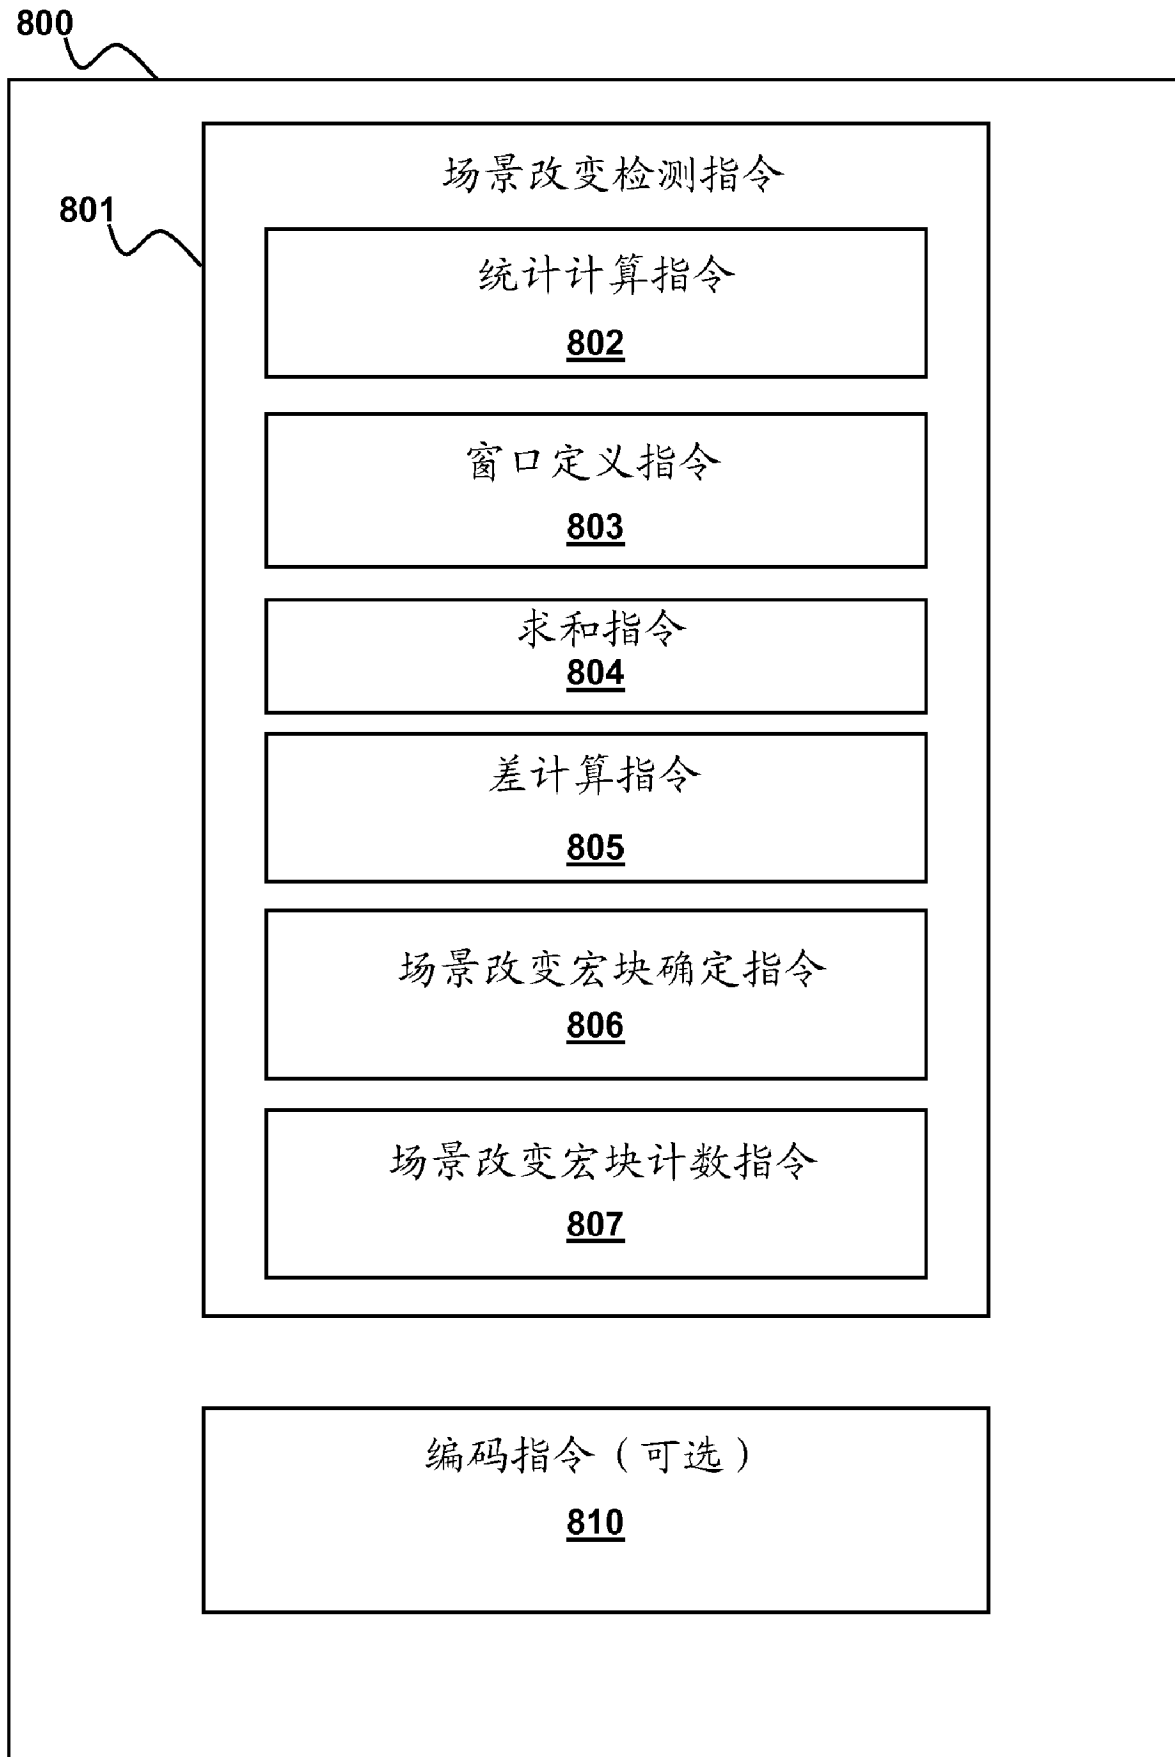 800
场景改变检测指令
801
统计计算指令
802
窗口定义指令
803
求和指令
804
差计算指令
805
场景改变宏块确定指令
806
场景改变宏块计数指令
807
编码指令（可选）
810